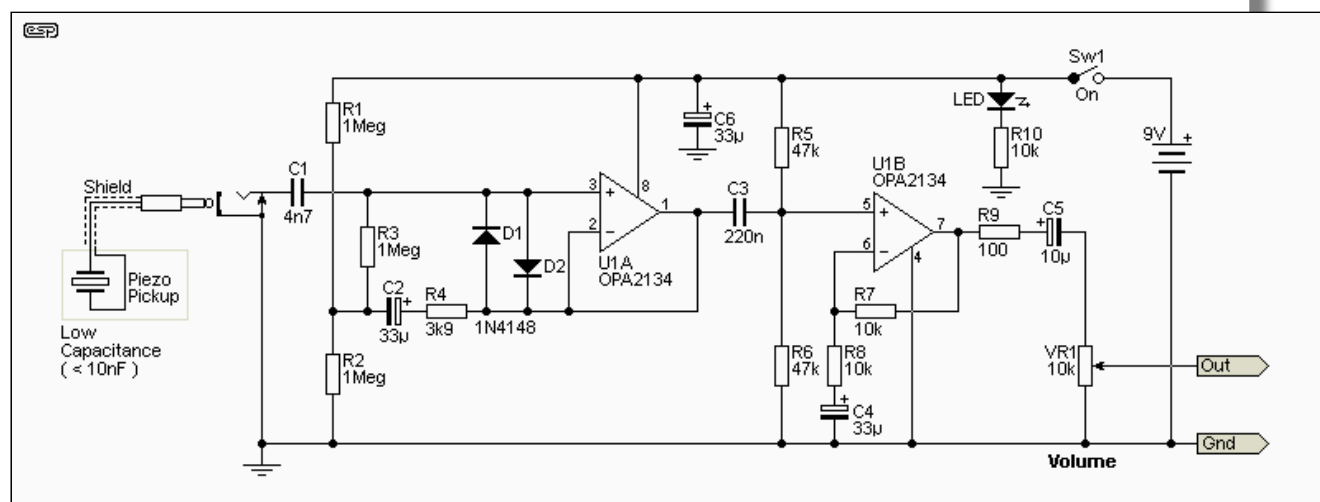 esp
Shield
Piezo
Pickup
Low
Capacitance
( < 10nF )
C1
4n7
R1
1Meg
R3
1Meg
C2
+
33µ
R4
3k9
R2
1Meg
D1
D2
1N4148
3
+
2
−
8
1
U1A
OPA2134
C6
+
33µ
C3
220n
R5
47k
R6
47k
U1B
OPA2134
5
+
6
−
7
4
R7
10k
R8
10k
+
C4
33µ
R9
100
C5
+
10µ
LED
R10
10k
Sw1
On
9V
+
VR1
10k
Out
Gnd
Volume